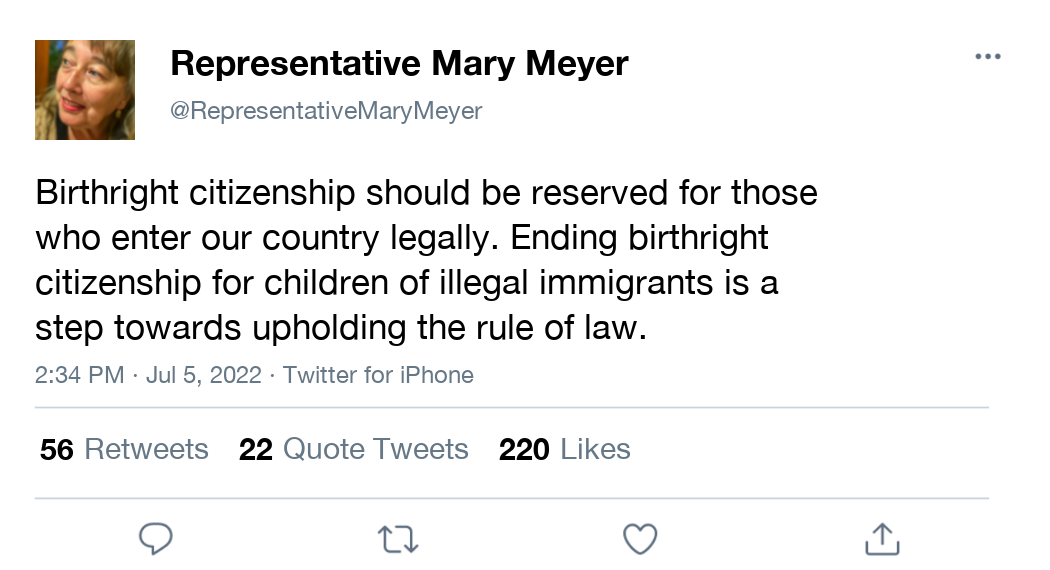 Representative Mary Meyer
@RepresentativeMaryMeyer
Birthright citizenship should be reserved for those
who enter our country legally. Ending birthright
citizenship for children of illegal immigrants is a
step towards upholding the rule of law.
2:34 PM · Jul 5, 2022 · Twitter for iPhone
56 Retweets 22 Quote Tweets 220 Likes